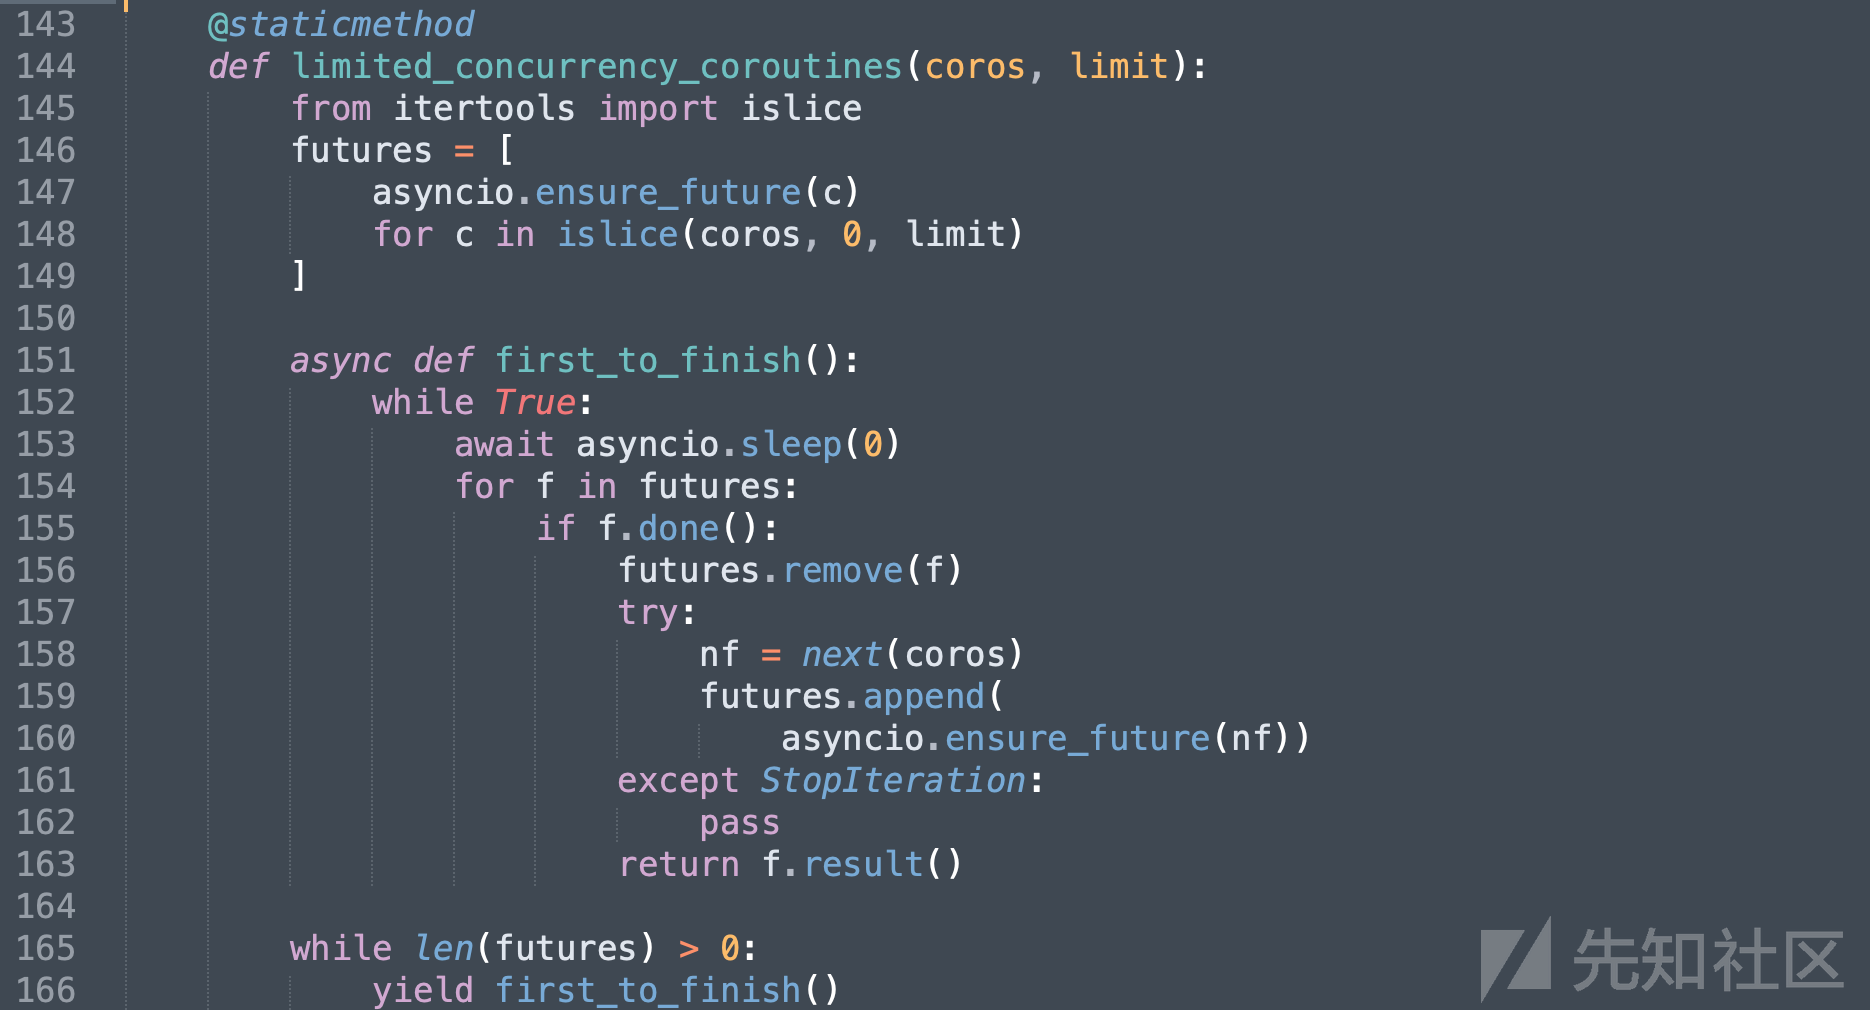 143 @staticmethod
144 def limited_concurrency_coroutines(coros, limit):
145 from itertools import islice
146 futures = [
147 asyncio.ensure_future(c)
148 for c in islice(coros, 0, limit)
149 ]
150
151 async def first_to_finish():
152 while True:
153 await asyncio.sleep(0)
154 for f in futures:
155 if f.done():
156 futures.remove(f)
157 try:
158 nf = next(coros)
159 futures.append(
160 asyncio.ensure_future(nf))
161 except StopIteration:
162 pass
163 return f.result()
164
165 while len(futures) > 0:
166 yield first_to_finish()
先知社区